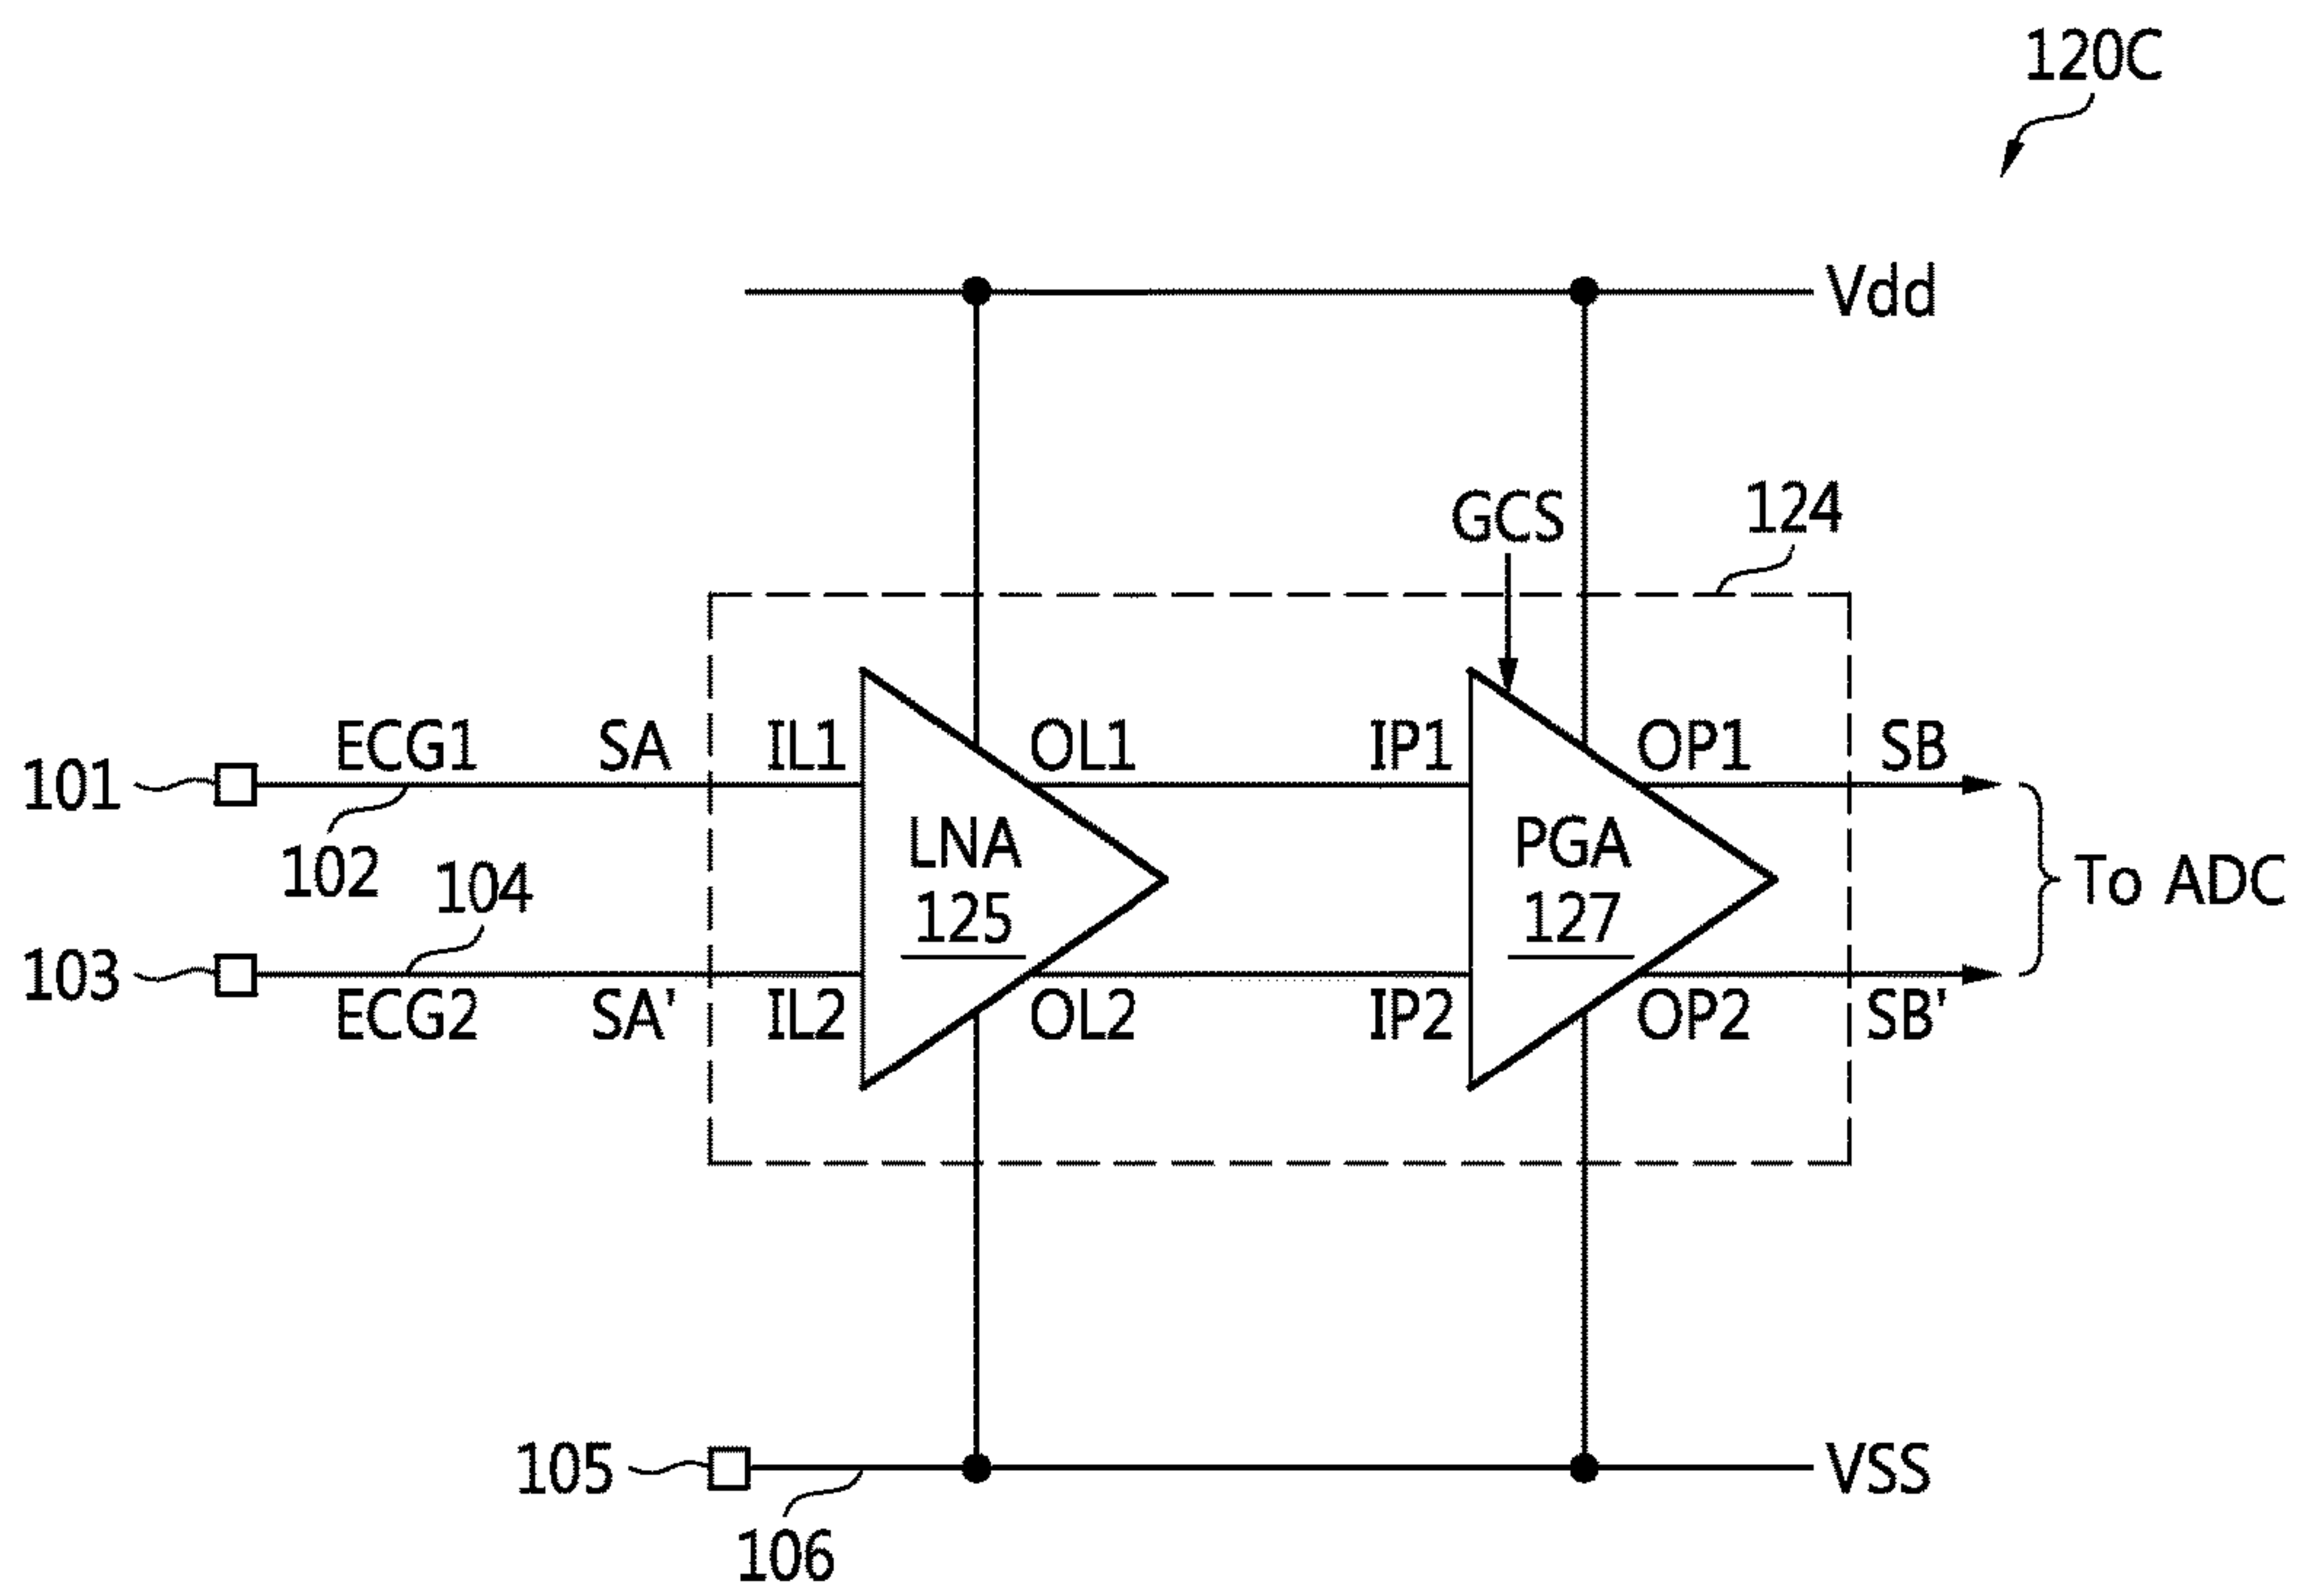 120C
Vdd
GCS
124
ECG1 SA IL1 OL1 IP1 OP1 SB
101
102
LNA
125
PGA
127
To ADC
104
103
ECG2 SA' IL2 OL2 IP2 OP2 SB'
105
VSS
106